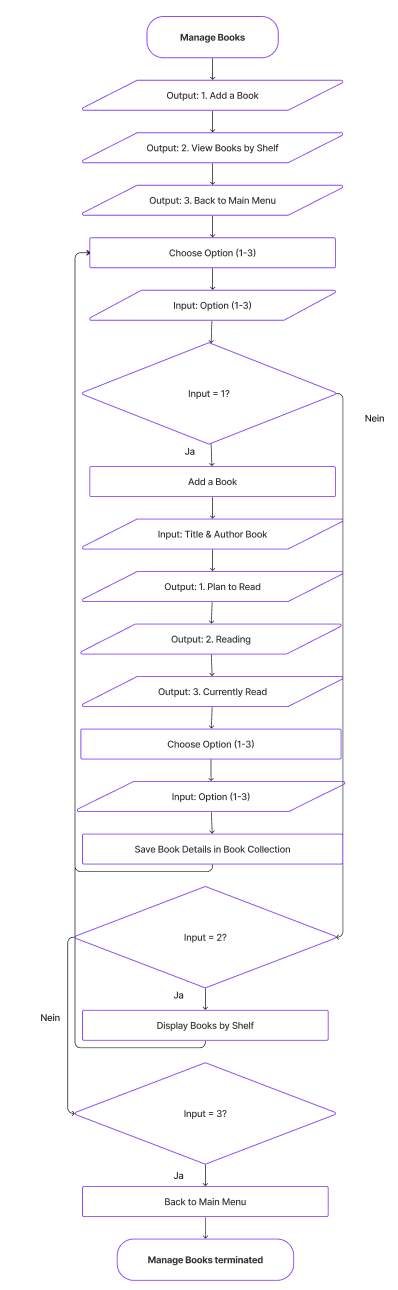 Manage Books
Output: 1. Add a Book
Output: 2. View Books by Shelf
Output: 3. Back to Main Menu
Choose Option (1-3)
Input: Option (1-3)
Input = 1?
Nein
Ja
Add a Book
Input: Title & Author Book
Output: 1. Plan to Read
Output: 2. Reading
Output: 3. Currently Read
Choose Option (1-3)
Input: Option (1-3)
Save Book Details in Book Collection
Input = 2?
Ja
Nein
Display Books by Shelf
Input = 3?
Ja
Back to Main Menu
Manage Books terminated